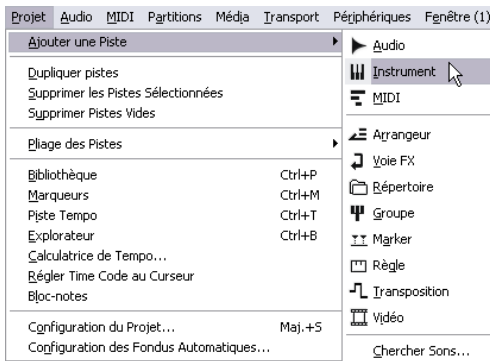 Projet Audio MIDI Partitions Média Transport Périphériques Fenêtre (1)
Ajouter une Piste
Dupliquer pistes
Supprimer les Pistes Sélectionnées
Supprimer Pistes Vides
Pliage des Pistes
Bibliothèque Ctrl+P
Marqueurs Ctrl+M
Piste Tempo Ctrl+T
Explorateur Ctrl+B
Calculatrice de Tempo...
Régler Time Code au Curseur
Bloc-notes
Configuration du Projet... Maj.+S
Configuration des Fondus Automatiques...
Audio
Instrument
MIDI
Arrangeur
Voie FX
Répertoire
Groupe
Marker
Règle
Transposition
Vidéo
Chercher Sons...